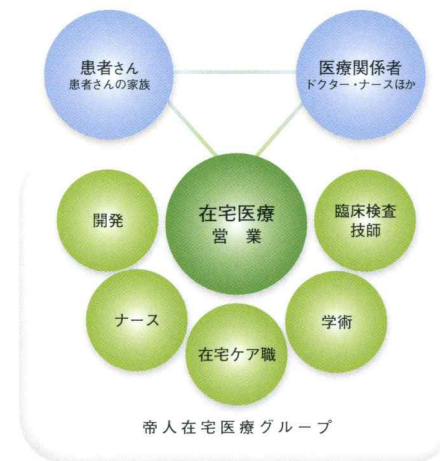 患者さん
患者さんの家族
医療関係者
ドクター・ナースほか
在宅医療
営 業
開発
臨床検査
技師
ナース
学術
在宅ケア職
帝人在宅医療グループ